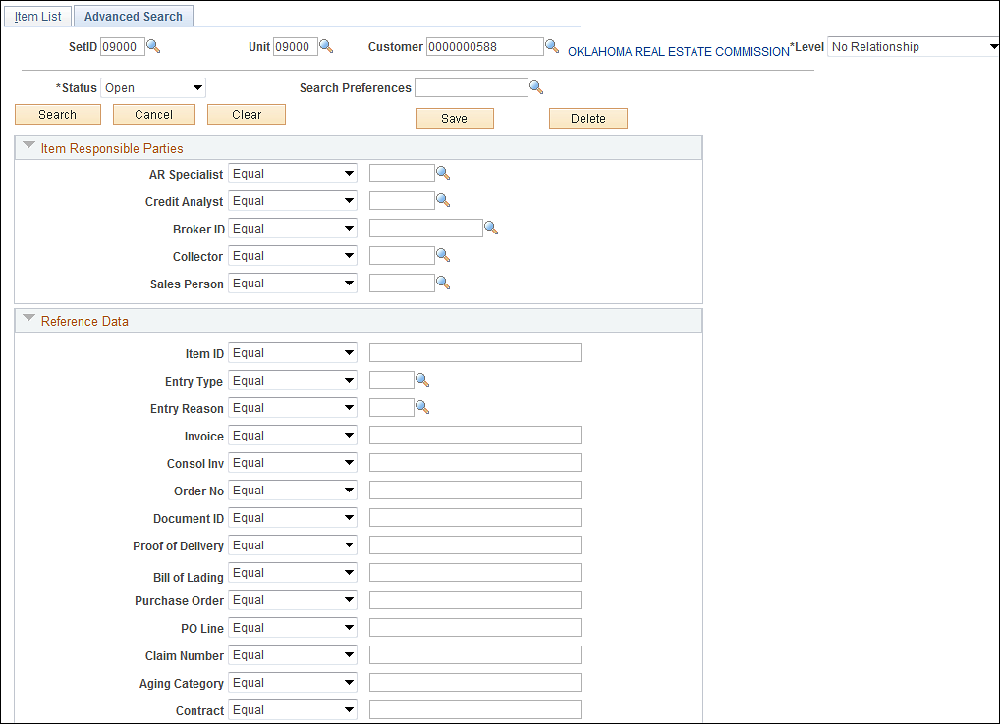 Item List Advanced Search
SetID 09000 Unit 09000 Customer 0000000588 OKLAHOMA REAL ESTATE COMMISSION *Level No Relationship
*Status Open Search Preferences
Search Cancel Clear Save Delete
Item Responsible Parties
AR Specialist Equal
Credit Analyst Equal
Broker ID Equal
Collector Equal
Sales Person Equal
Reference Data
Item ID Equal
Entry Type Equal
Entry Reason Equal
Invoice Equal
Consol Inv Equal
Order No Equal
Document ID Equal
Proof of Delivery Equal
Bill of Lading Equal
Purchase Order Equal
PO Line Equal
Claim Number Equal
Aging Category Equal
Contract Equal